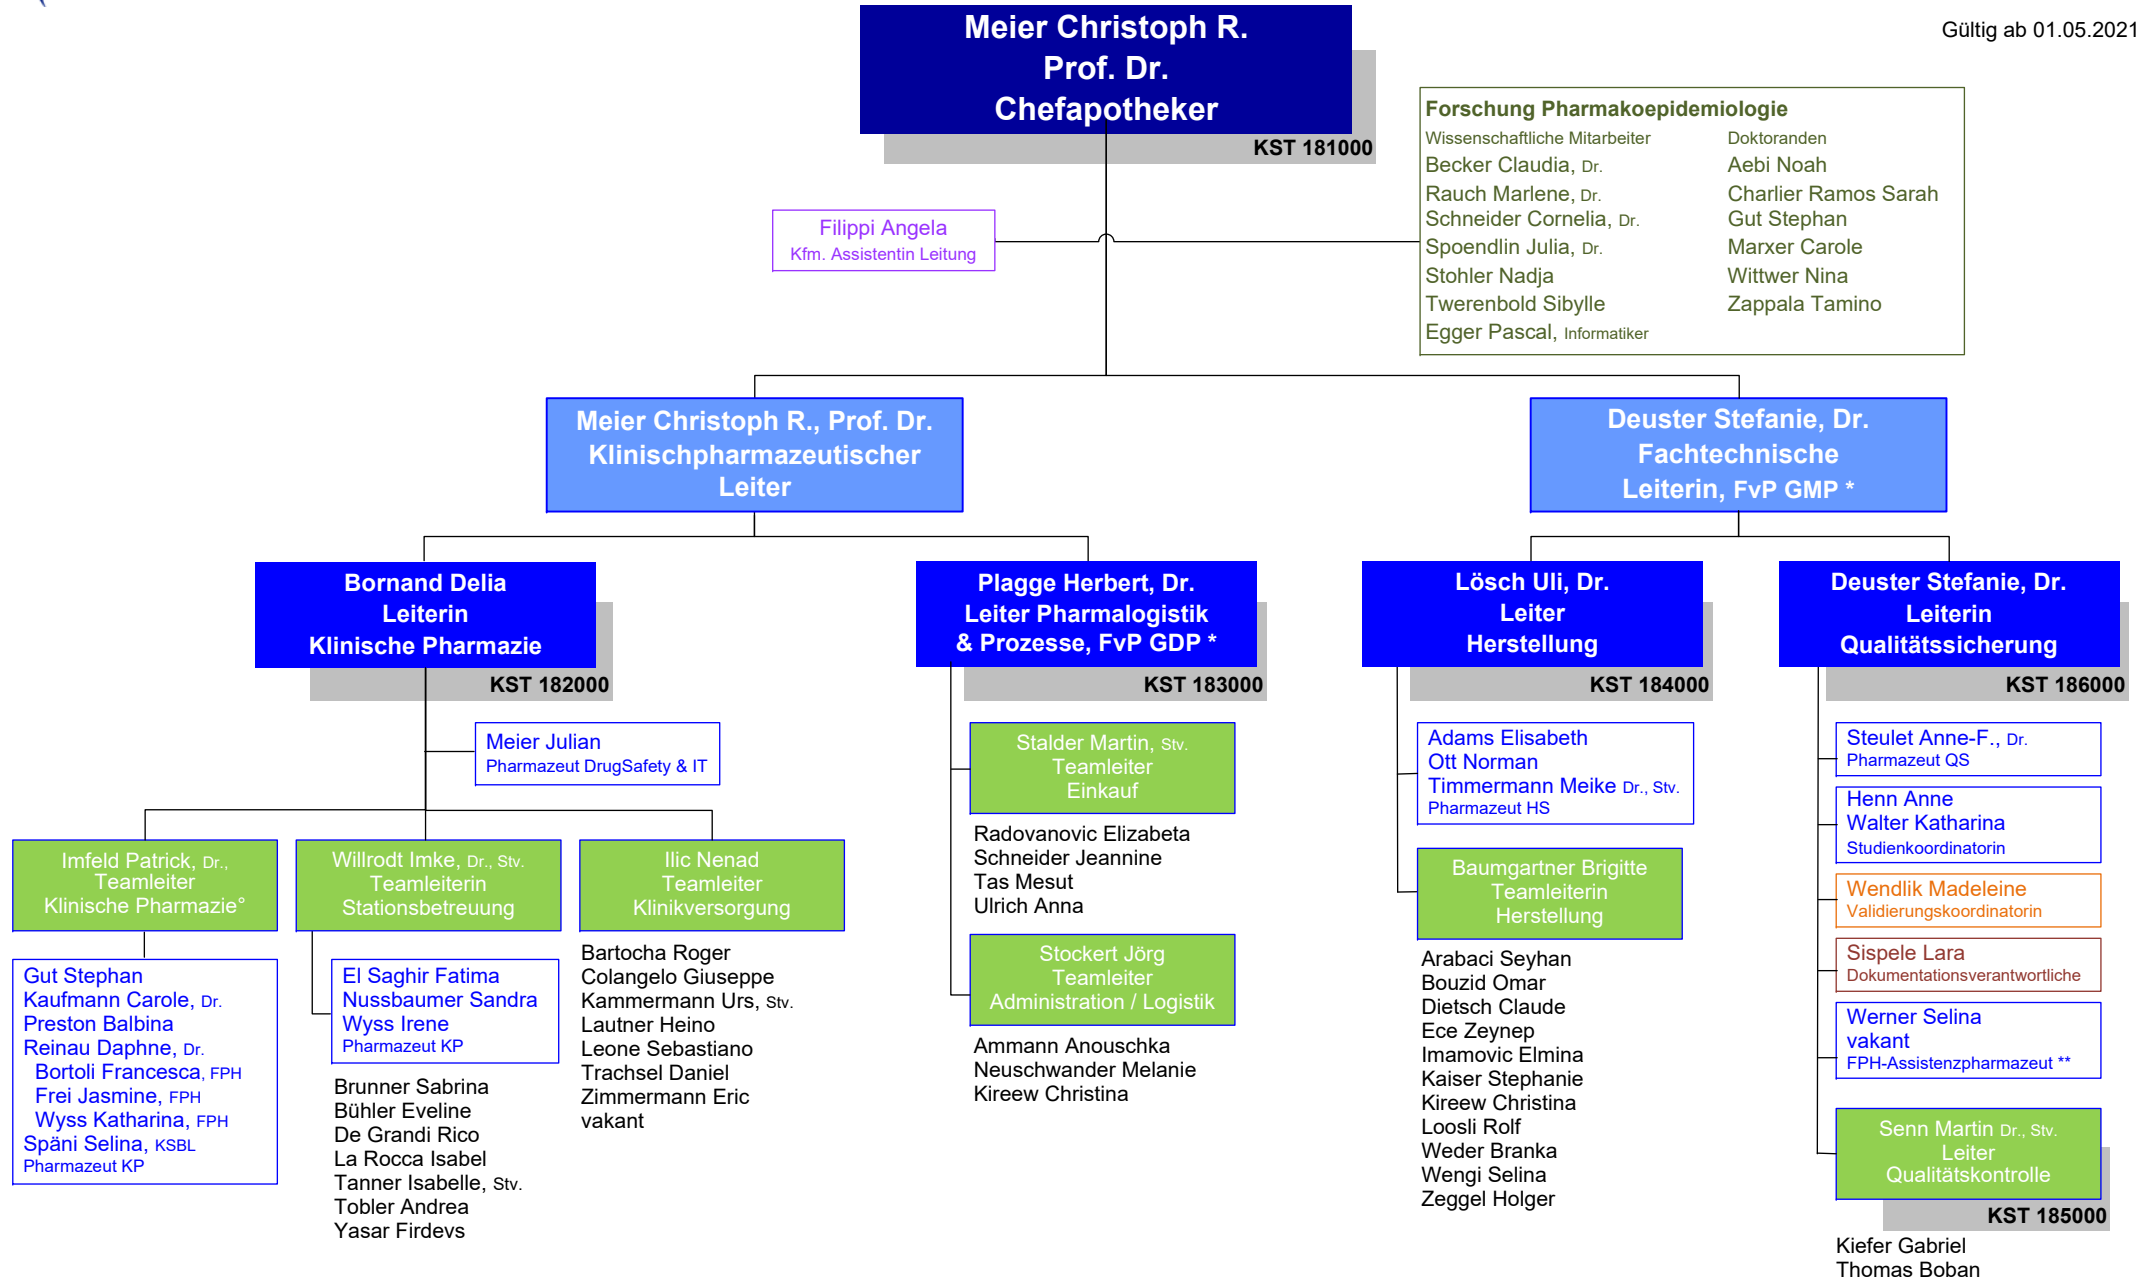 Gültig ab 01.05.2021
Meier Christoph R.
Prof. Dr.
Chefapotheker
KST 181000
Forschung Pharmakoepidemiologie
Wissenschaftliche Mitarbeiter
Becker Claudia, Dr.
Rauch Marlene, Dr.
Schneider Cornelia, Dr.
Spoendlin Julia, Dr.
Stohler Nadja
Twerenbold Sibylle
Egger Pascal, Informatiker
Doktoranden
Aebi Noah
Charlier Ramos Sarah
Gut Stephan
Marxer Carole
Wittwer Nina
Zappala Tamino
Filippi Angela
Kfm. Assistentin Leitung
Meier Christoph R., Prof. Dr.
Klinischpharmazeutischer
Leiter
Deuster Stefanie, Dr.
Fachtechnische
Leiterin, FvP GMP *
Bornand Delia
Leiterin
Klinische Pharmazie
KST 182000
Plagge Herbert, Dr.
Leiter Pharmalogistik
& Prozesse, FvP GDP *
KST 183000
Lösch Uli, Dr.
Leiter
Herstellung
KST 184000
Deuster Stefanie, Dr.
Leiterin
Qualitätssicherung
KST 186000
Meier Julian
Pharmazeut DrugSafety & IT
Imfeld Patrick, Dr.,
Teamleiter
Klinische Pharmazie°
Gut Stephan
Kaufmann Carole, Dr.
Preston Balbina
Reinau Daphne, Dr.
Bortoli Francesca, FPH
Frei Jasmine, FPH
Wyss Katharina, FPH
Späni Selina, KSBL
Pharmazeut KP
Willrodt Imke, Dr., Stv.
Teamleiterin
Stationsbetreuung
El Saghir Fatima
Nussbaumer Sandra
Wyss Irene
Pharmazeut KP
Brunner Sabrina
Bühler Eveline
De Grandi Rico
La Rocca Isabel
Tanner Isabelle, Stv.
Tobler Andrea
Yasar Firdevs
Ilic Nenad
Teamleiter
Klinikversorgung
Bartocha Roger
Colangelo Giuseppe
Kammermann Urs, Stv.
Lautner Heino
Leone Sebastiano
Trachsel Daniel
Zimmermann Eric
vakant
Stalder Martin, Stv.
Teamleiter
Einkauf
Radovanovic Elizabeta
Schneider Jeannine
Tas Mesut
Ulrich Anna
Stockert Jörg
Teamleiter
Administration / Logistik
Ammann Anouschka
Neuschwander Melanie
Kireew Christina
Adams Elisabeth
Ott Norman
Timmermann Meike Dr., Stv.
Pharmazeut HS
Baumgartner Brigitte
Teamleiterin
Herstellung
Arabaci Seyhan
Bouzid Omar
Dietsch Claude
Ece Zeynep
Imamovic Elmina
Kaiser Stephanie
Kireew Christina
Loosli Rolf
Weder Branka
Wengi Selina
Zeggel Holger
Steulet Anne-F., Dr.
Pharmazeut QS
Henn Anne
Walter Katharina
Studienkoordinatorin
Wendlik Madeleine
Validierungskoordinatorin
Sispele Lara
Dokumentationsverantwortliche
Werner Selina
vakant
FPH-Assistenzpharmazeut **
Senn Martin Dr., Stv.
Leiter
Qualitätskontrolle
KST 185000
Kiefer Gabriel
Thomas Boban